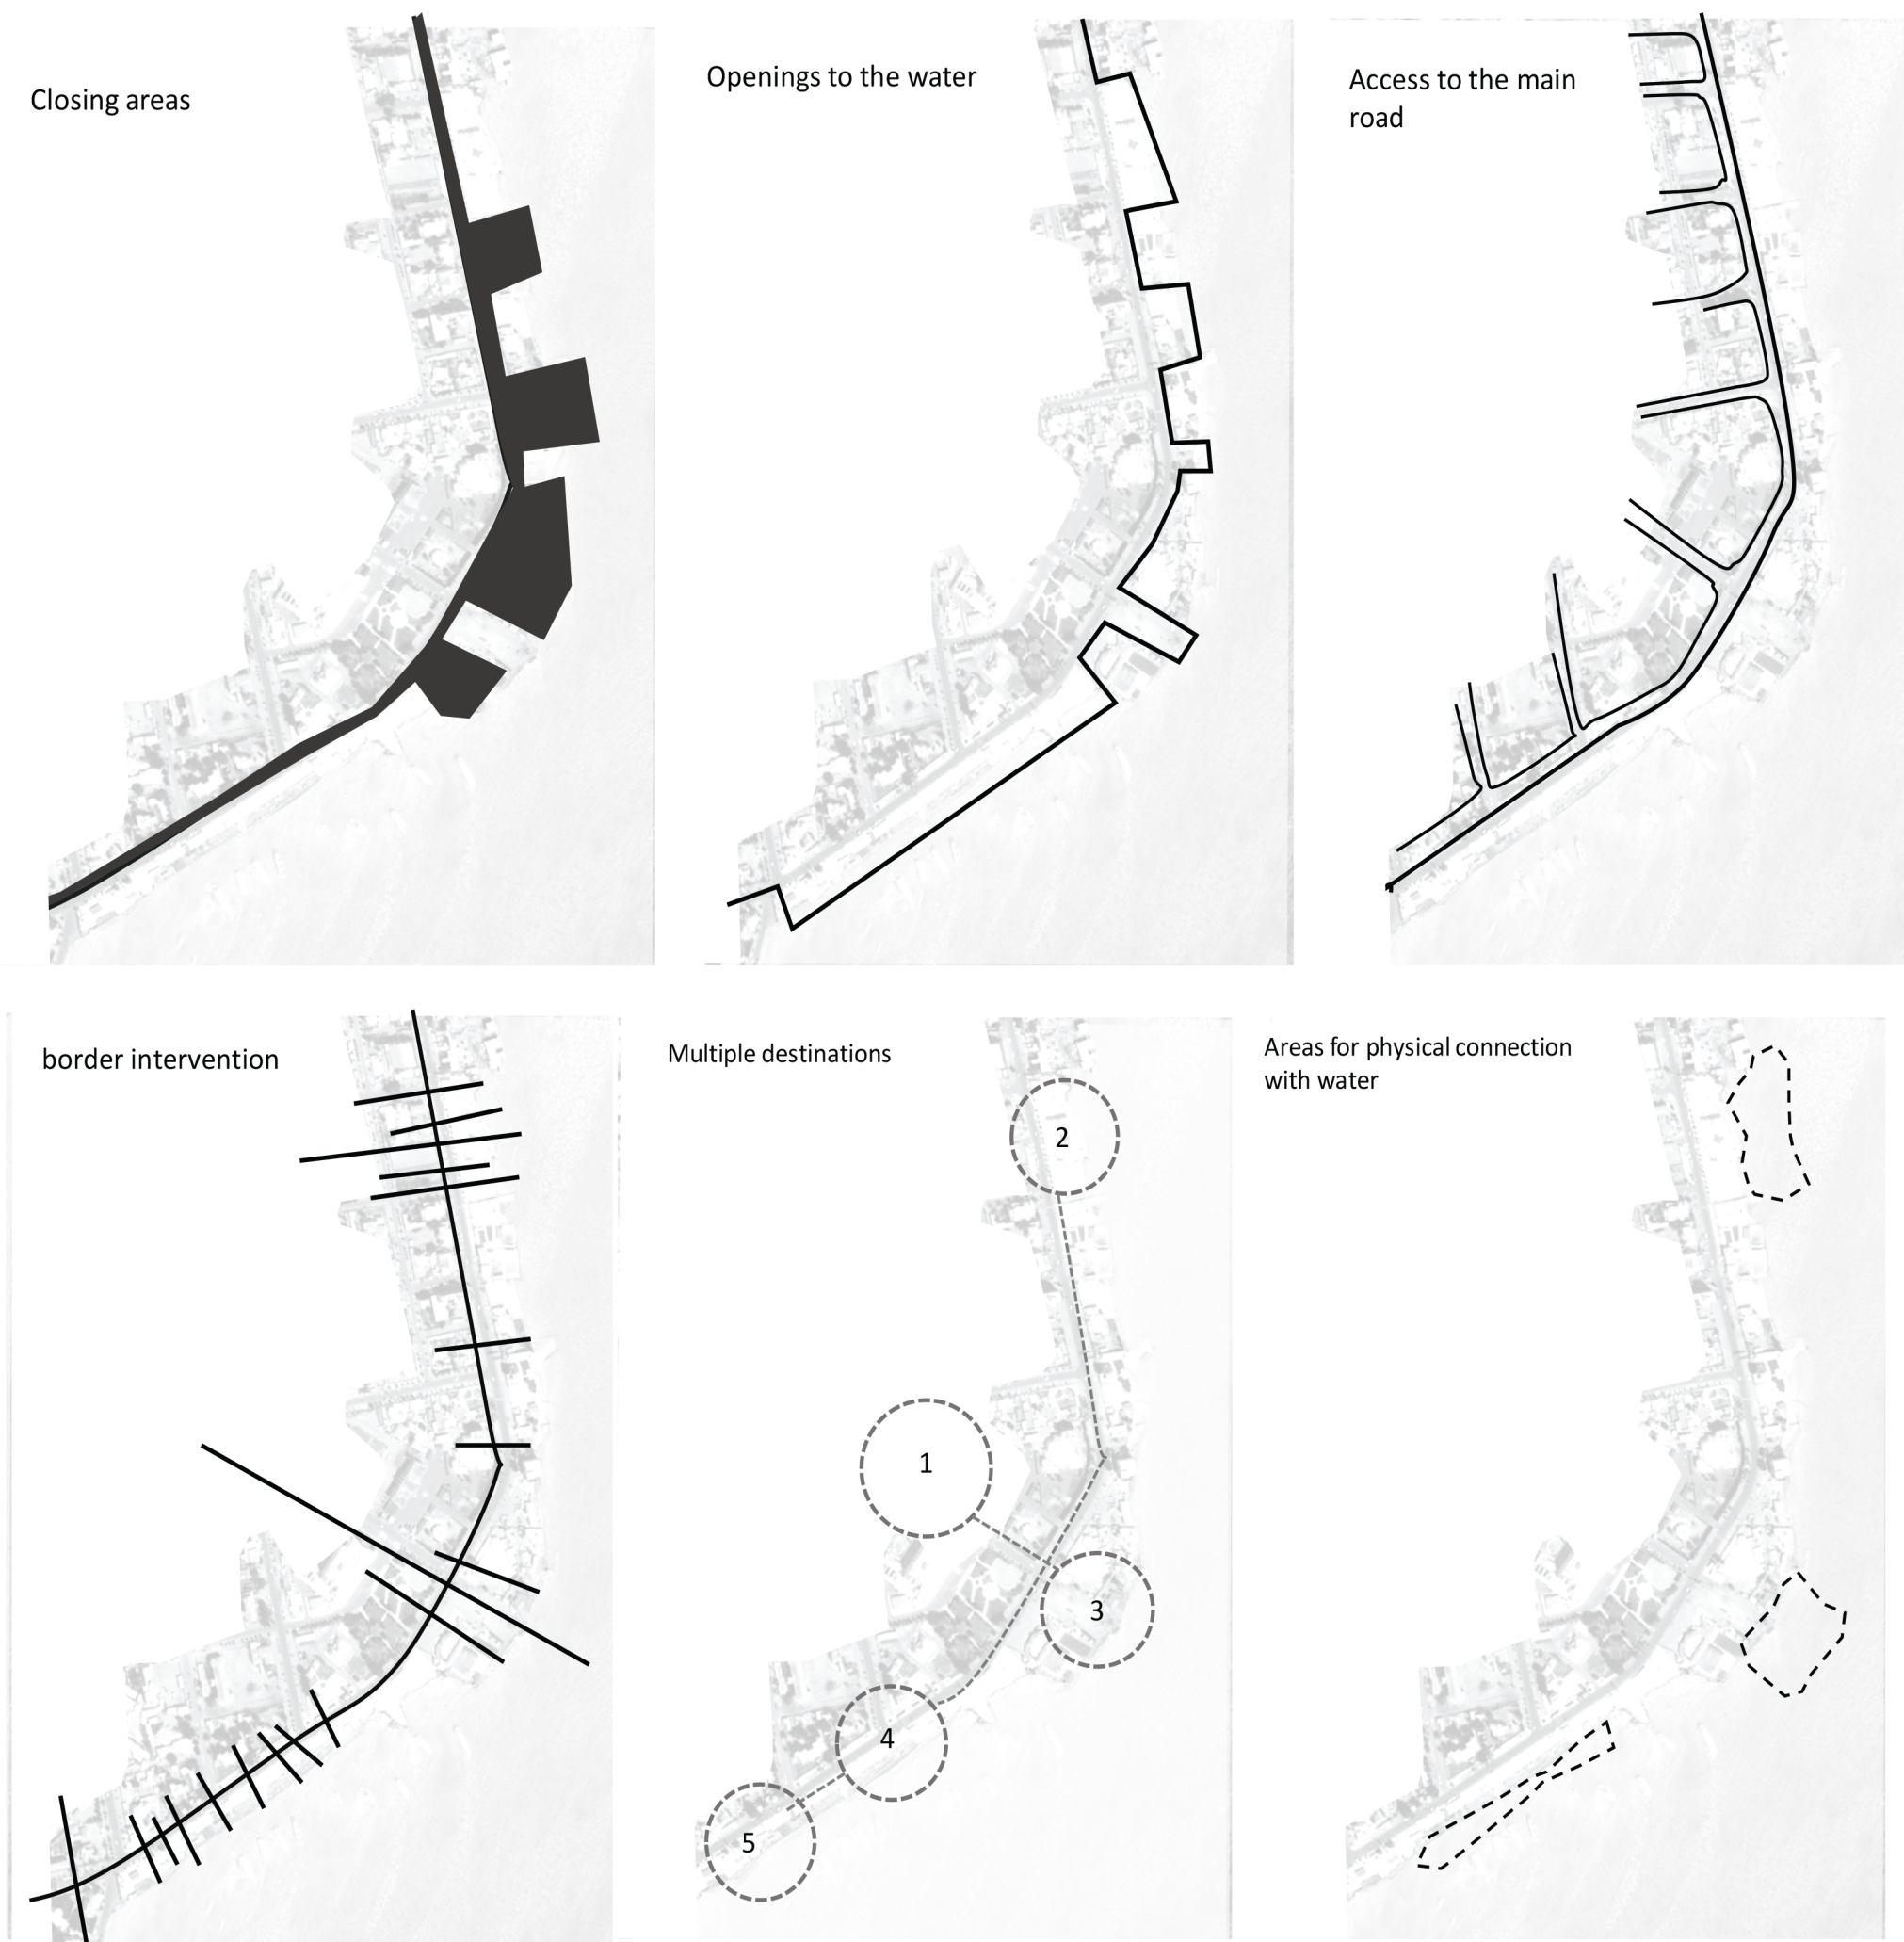 Closing areas
Openings to the water
Access to the main
road
border intervention
Multiple destinations
Areas for physical connection
with water
2
1
3
4
5